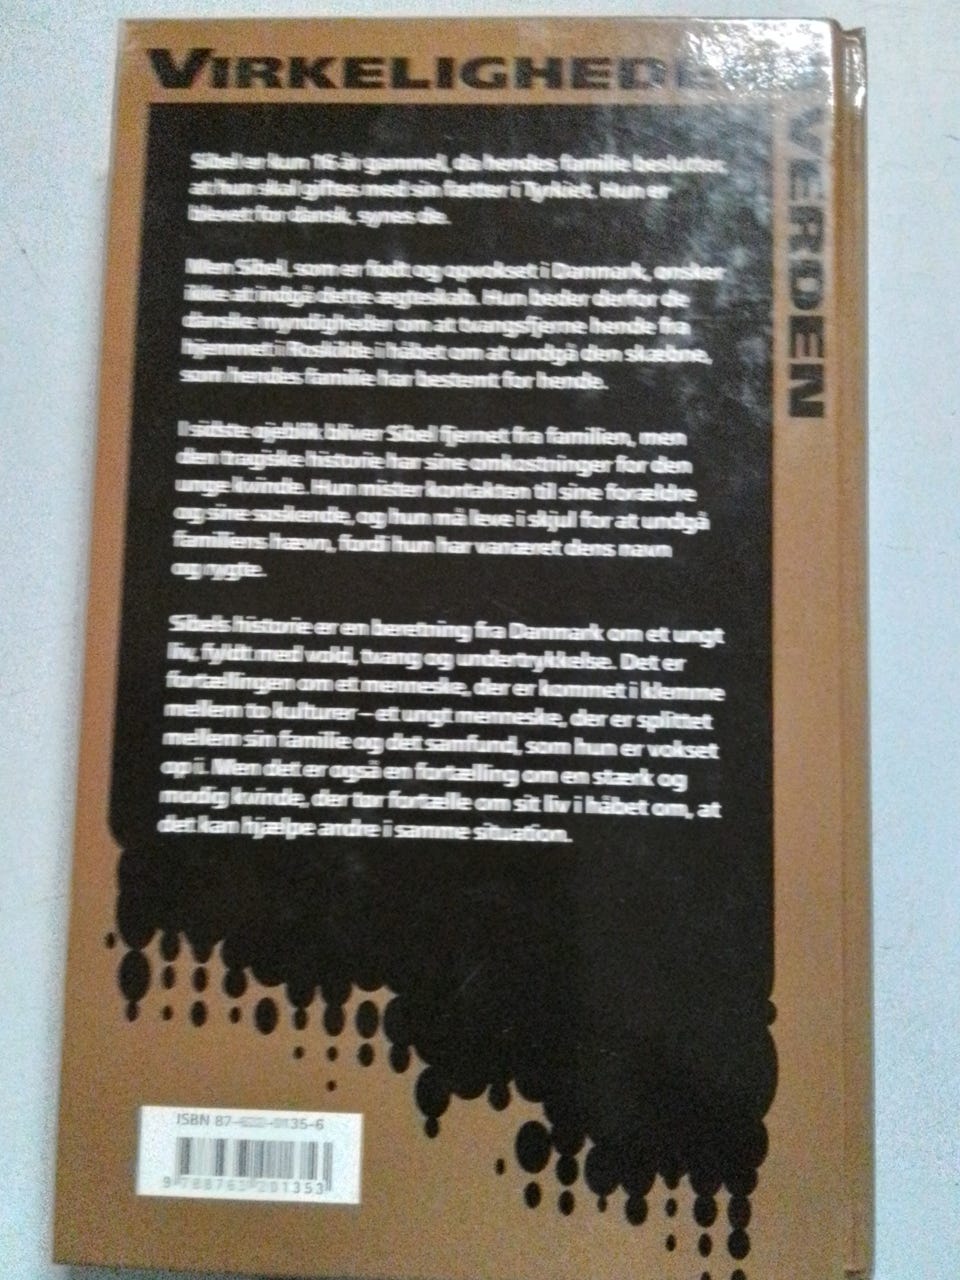 VIRKELIGHEDENS
VERDEN
Sibel er kun 16 år gammel, da hendes familie beslutter,
at hun skal giftes med sin fætter i Tyrkiet. Hun er
blevet for dansk, synes de.
Men Sibel, som er født og opvokset i Danmark, ønsker
ikke at indgå dette ægteskab. Hun beder derfor de
danske myndigheder om at tvangsfjerne hende fra
hjemmet i Roskilde i håbet om at undgå den skæbne,
som hendes familie har bestemt for hende.
I sidste øjeblik bliver Sibel fjernet fra familien, men
den tragiske historie har sine omkostninger for den
unge kvinde. Hun mister kontakten til sine forældre
og sine søskende, og hun må leve i skjul for at undgå
familiens hævn, fordi hun har vanæret dens navn
og rygte.
Sibels historie er en beretning fra Danmark om et ungt
liv, fyldt med vold, tvang og undertrykkelse. Det er
fortællingen om et menneske, der er kommet i klemme
mellem to kulturer – et ungt menneske, der er splittet
mellem sin familie og det samfund, som hun er vokset
op i. Men det er også en fortælling om en stærk og
modig kvinde, der tør fortælle om sit liv i håbet om, at
det kan hjælpe andre i samme situation.
ISBN
9 788763 201353